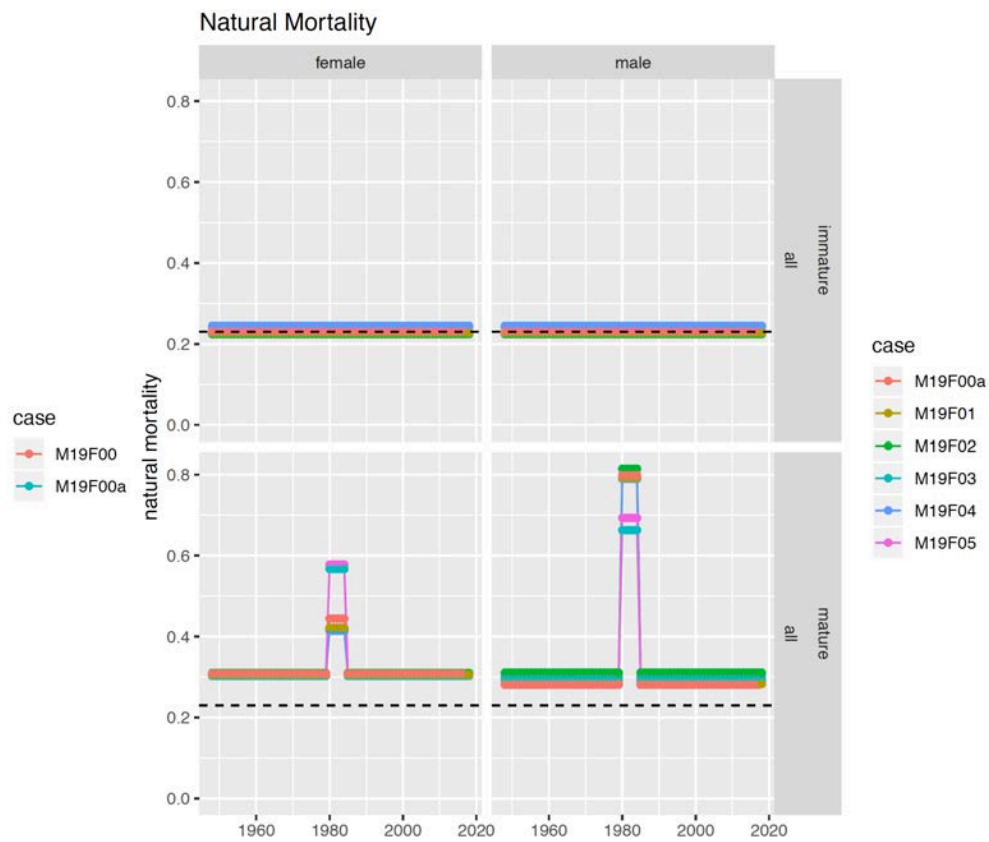 Natural Mortality
female
male
0.8
0.6
0.4
0.2
0.0
all
immature
0.8
0.6
0.4
0.2
0.0
all
mature
natural mortality
1960
1980
2000
2020
1960
1980
2000
2020
case
M19F00
M19F00a
case
M19F00a
M19F01
M19F02
M19F03
M19F04
M19F05